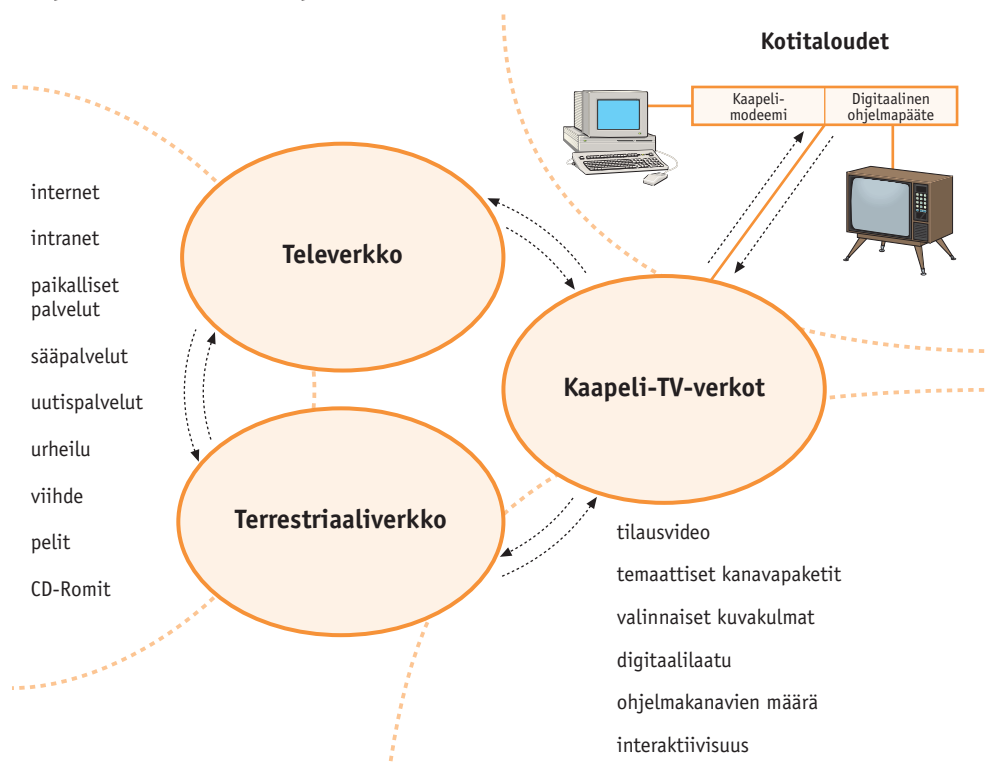 Kotitaloudet
Kaapeli-
modeemi
Digitaalinen
ohjelmapääte
internet
intranet
paikalliset
palvelut
sääpalvelut
uutispalvelut
urheilu
viihde
pelit
CD-Romit
Televerkko
Kaapeli-TV-verkot
Terrestriaaliverkko
tilausvideo
temaattiset kanavapaketit
valinnaiset kuvakulmat
digitaalilaatu
ohjelmakanavien määrä
interaktiivisuus